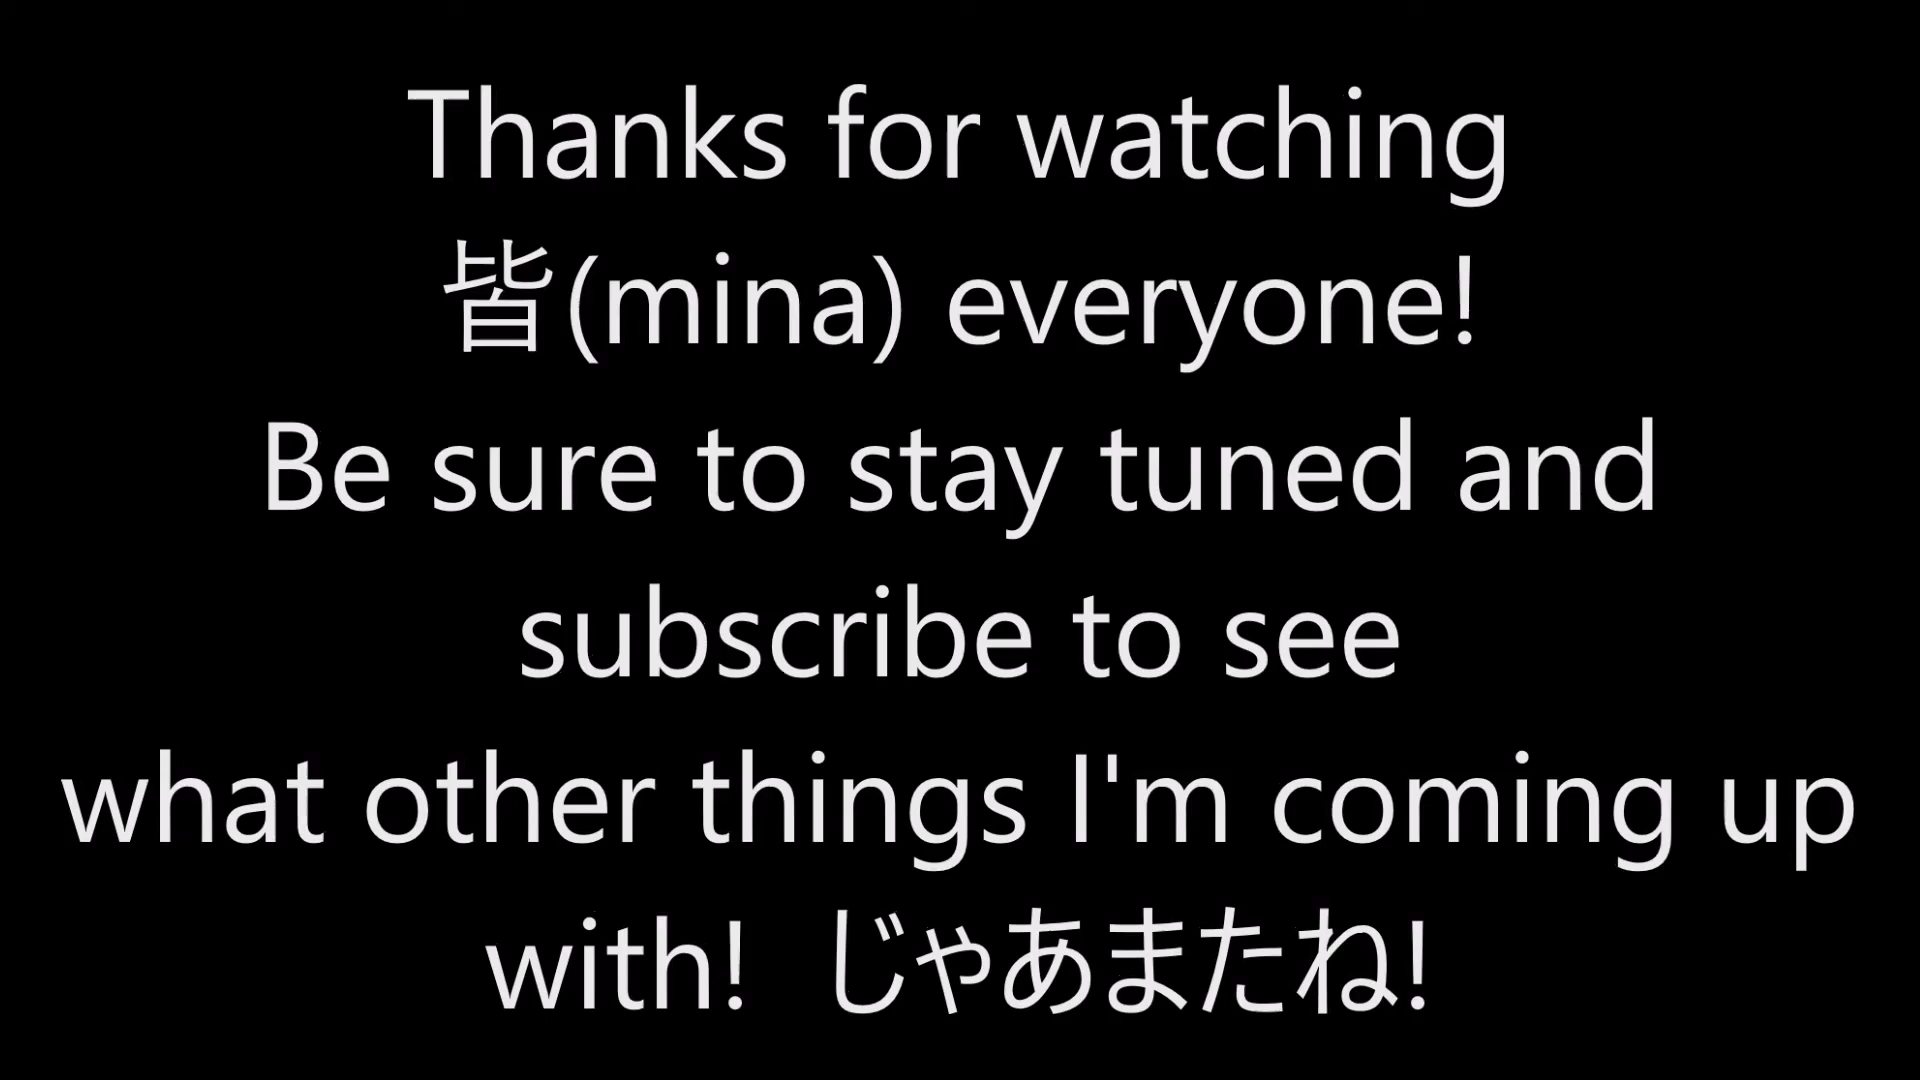 Thanks for watching
皆(mina) everyone!
Be sure to stay tuned and
subscribe to see
what other things I'm coming up
with!  じゃあまたね!